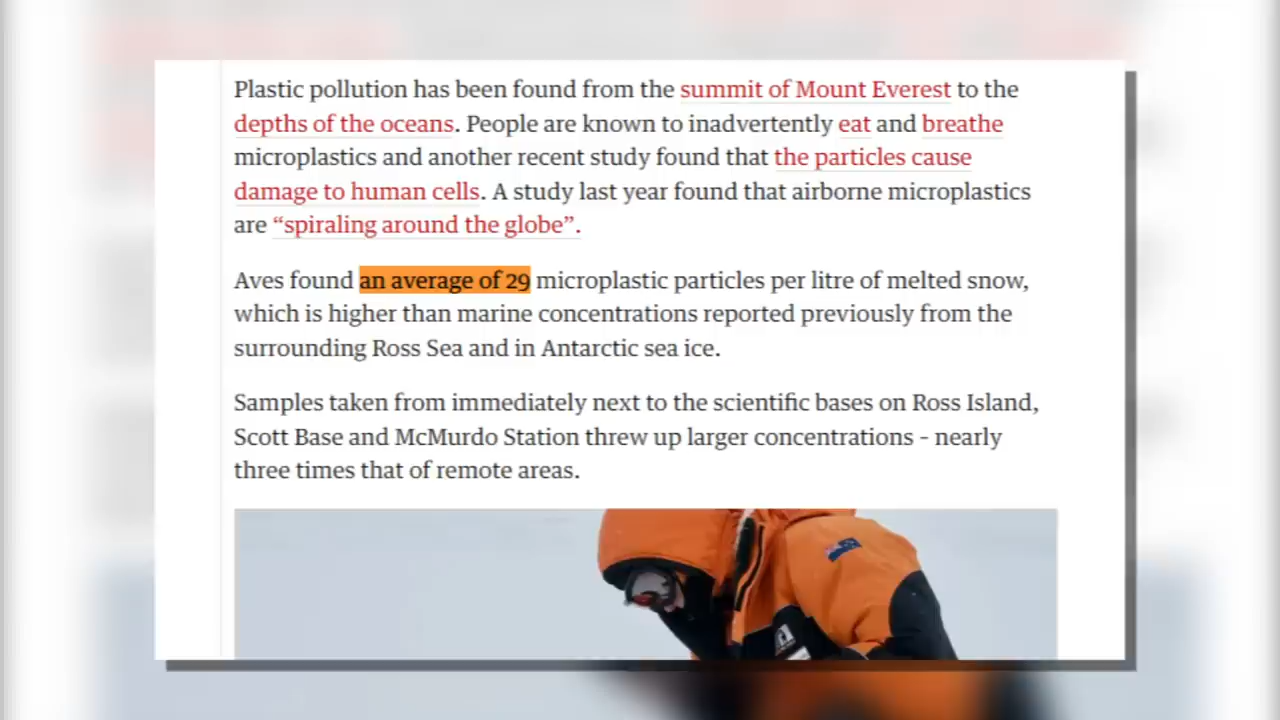 Plastic pollution has been found from the summit of Mount Everest to the
depths of the oceans. People are known to inadvertently eat and breathe
microplastics and another recent study found that the particles cause
damage to human cells. A study last year found that airborne microplastics
are “spiraling around the globe”.
Aves found an average of 29 microplastic particles per litre of melted snow,
which is higher than marine concentrations reported previously from the
surrounding Ross Sea and in Antarctic sea ice.
Samples taken from immediately next to the scientific bases on Ross Island,
Scott Base and McMurdo Station threw up larger concentrations – nearly
three times that of remote areas.